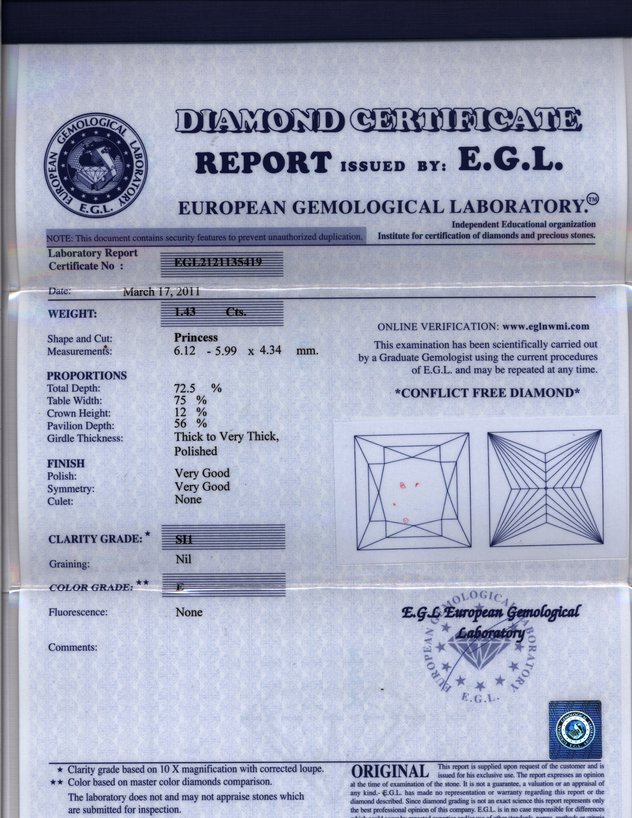 EUROPEAN GEMOLOGICAL LABORATORY
E.G.L.
DIAMOND CERTIFICATE
REPORT ISSUED BY: E.G.L.
EUROPEAN GEMOLOGICAL LABORATORY.™
Independent Educational organization
Institute for certification of diamonds and precious stones.
NOTE: This document contains security features to prevent unauthorized duplication.
Laboratory Report
Certificate No : EGL2121135419
Date: March 17, 2011
WEIGHT: 1.43 Cts.
Shape and Cut: Princess
Measurements: 6.12 - 5.99 x 4.34 mm.
PROPORTIONS
Total Depth: 72.5 %
Table Width: 75 %
Crown Height: 12 %
Pavilion Depth: 56 %
Girdle Thickness: Thick to Very Thick,
Polished
FINISH
Polish: Very Good
Symmetry: Very Good
Culet: None
CLARITY GRADE: * SI1
Graining: Nil
COLOR GRADE: ** E
Fluorescence: None
Comments:
ONLINE VERIFICATION: www.eglnwmi.com
This examination has been scientifically carried out
by a Graduate Gemologist using the current procedures
of E.G.L. and may be repeated at any time.
*CONFLICT FREE DIAMOND*
E.G.L European Gemological
Laboratory
EUROPEAN GEMOLOGICAL LABORATORY
E.G.L.
★ Clarity grade based on 10 X magnification with corrected loupe.
★★ Color based on master color diamonds comparison.
The laboratory does not and may not appraise stones which
are submitted for inspection.
ORIGINAL This report is supplied upon request of the customer and is
issued for his exclusive use. The report expresses an opinion
at the time of examination of the stone. It is not a guarantee, a valuation or an appraisal of
any kind.- E.G.L. has made no representation or warranty regarding this report or the
diamond described. Since diamond grading is not an exact science this report represents only
the best professional opinion of this company. E.G.L. is in no case responsible for differences